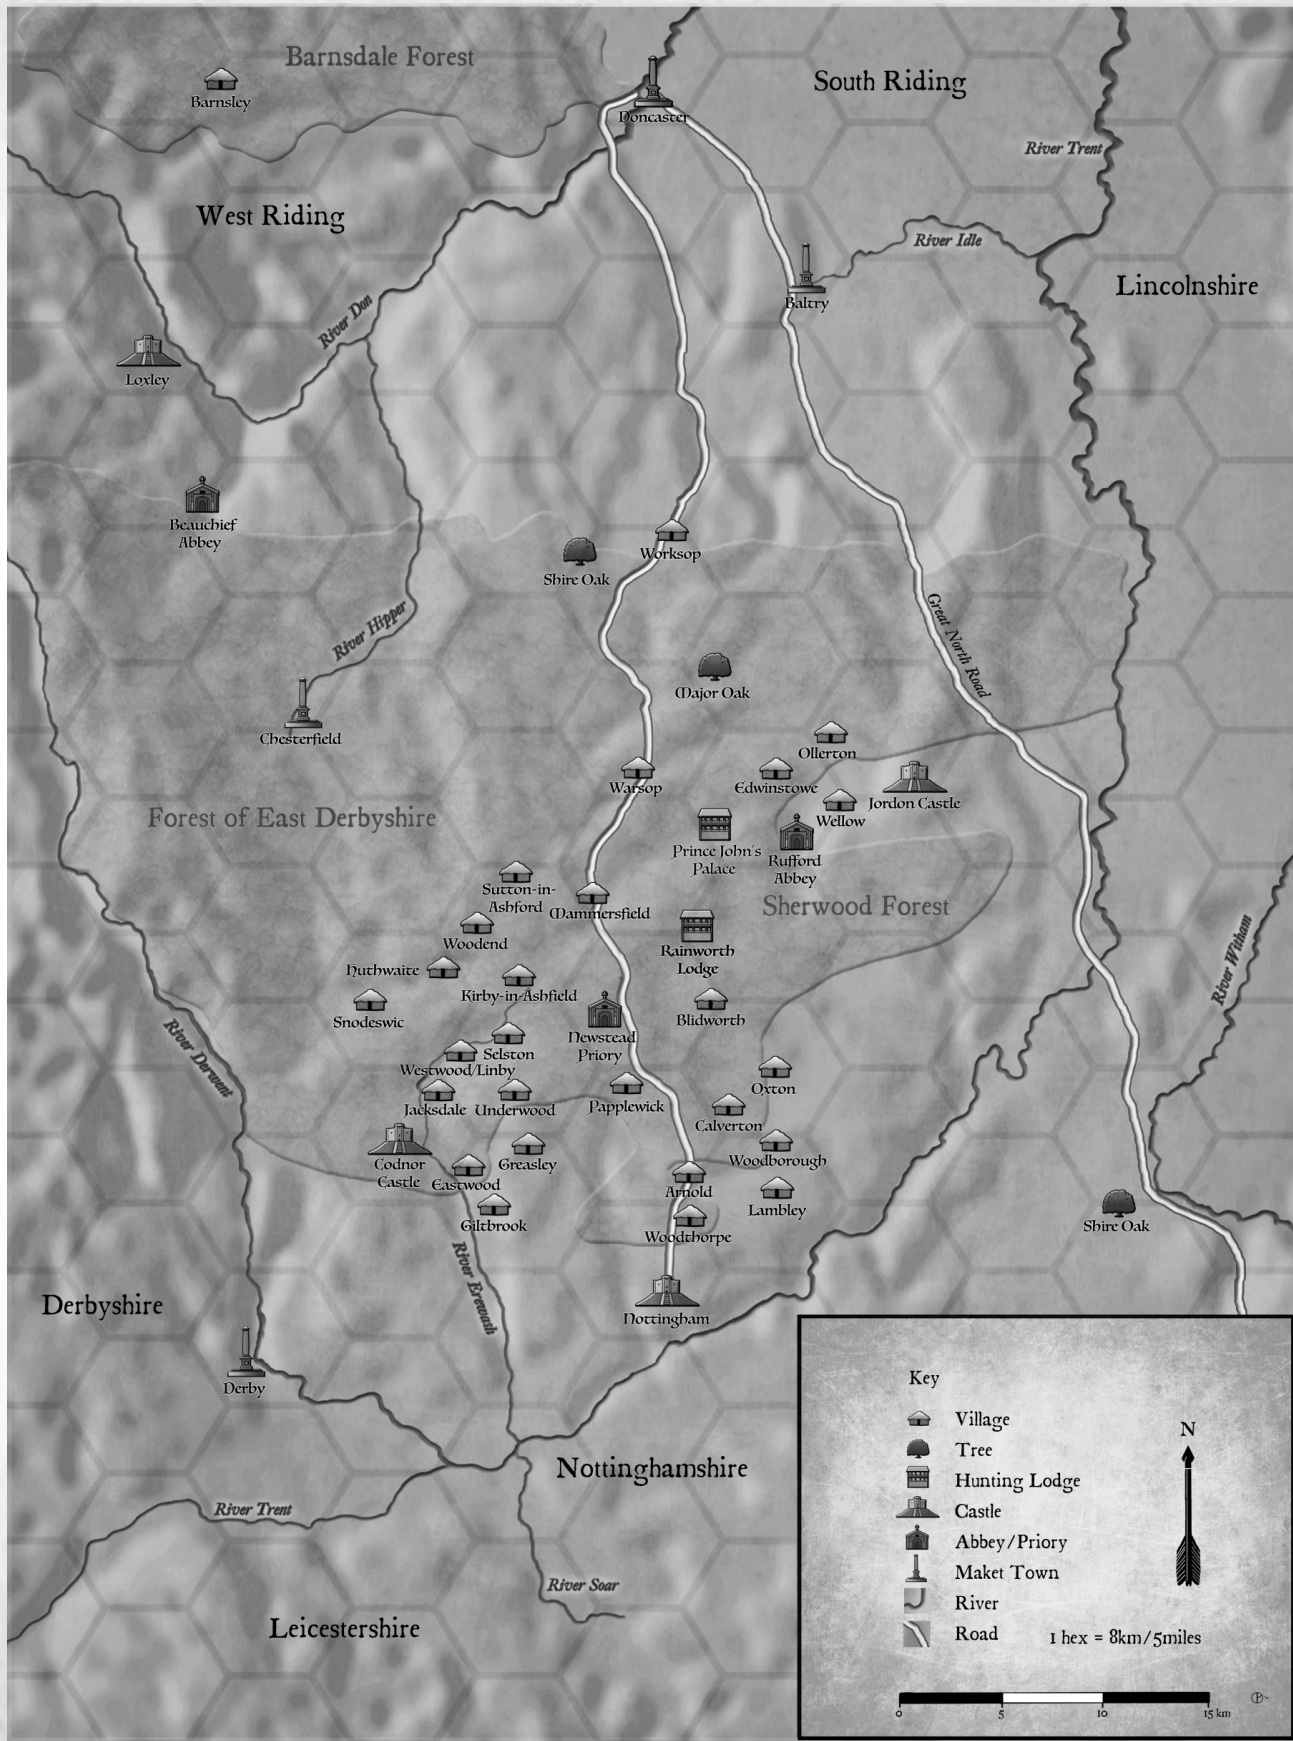 Barnsdale Forest
Barnsley
South Riding
Doncaster
River Trent
West Riding
River Idle
Lincolnshire
Baltry
River Don
Loxley
Beauchief
Abbey
Worksop
Shire Oak
River Hipper
Great North Road
Major Oak
Chesterfield
Ollerton
Warsop
Edwinstowe
Jordon Castle
Wellow
Forest of East Derbyshire
Prince John's
Palace
Rufford
Abbey
Sutton-in-
Ashford
Mammersfield
Sherwood Forest
Woodend
Rainworth
Lodge
Huthwaite
Kirby-in-Ashfield
River Witham
Snodeswic
Blidworth
Newstead
Priory
Selston
Westwood/Linby
River Derwent
Oxton
Jacksdale
Underwood
Papplewick
Calverton
Codnor
Castle
Greasley
Woodborough
Eastwood
Arnold
Lambley
Giltbrook
Woodthorpe
Shire Oak
River Erewash
Derbyshire
Nottingham
Derby
Nottinghamshire
River Trent
River Soar
Leicestershire
Key
Village
Tree
Hunting Lodge
Castle
Abbey/Priory
Maket Town
River
Road
N
1 hex = 8km/5miles
0 5 10 15 km